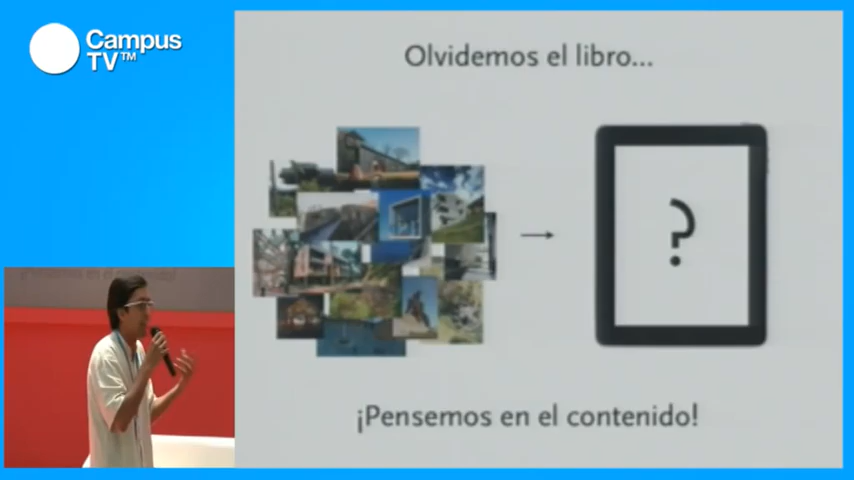 Campus
TV™
Olvidemos el libro...
?
¡Pensemos en el contenido!